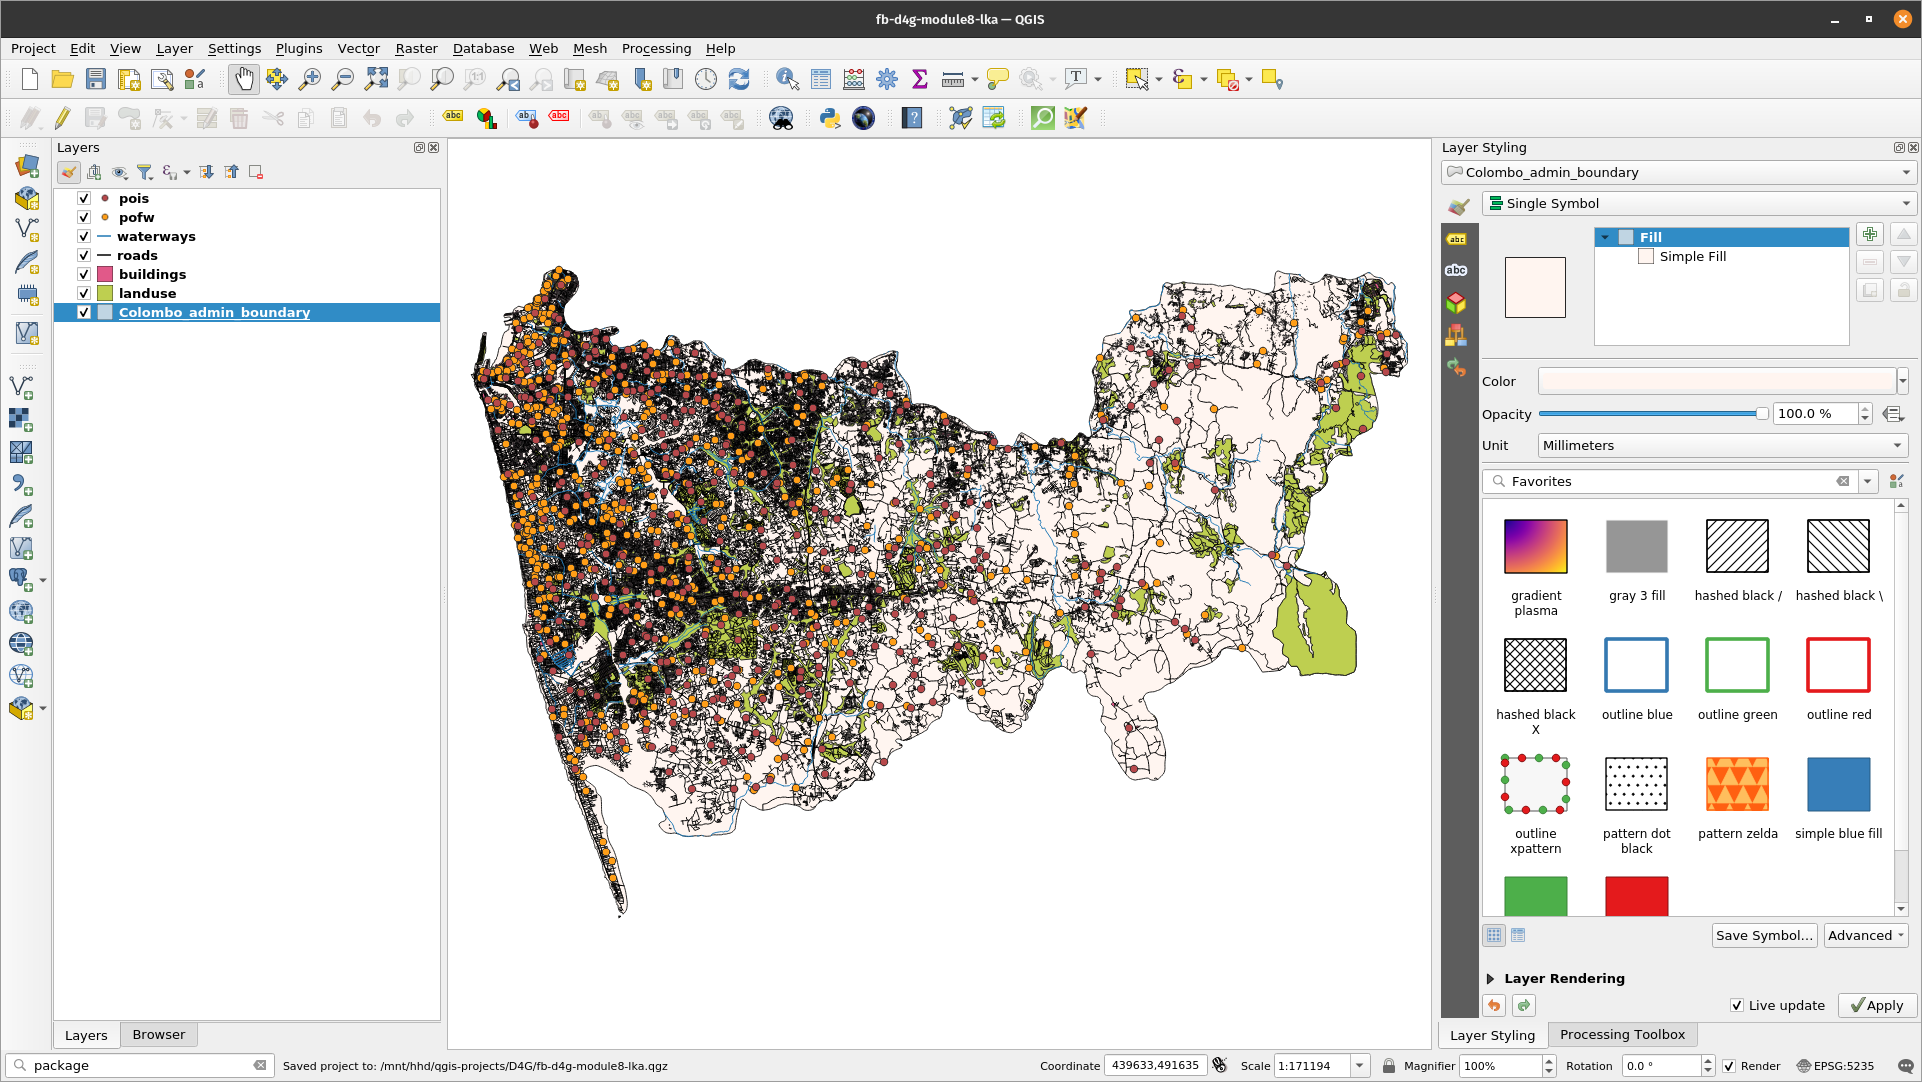 fb-d4g-module8-lka — QGIS
Project Edit View Layer Settings Plugins Vector Raster Database Web Mesh Processing Help
Layers
pois
pofw
waterways
roads
buildings
landuse
Colombo_admin_boundary
Layers Browser
Layer Styling
Colombo_admin_boundary
Single Symbol
Fill
Simple Fill
Color
Opacity 100.0 %
Unit Millimeters
Favorites
gradient plasma
gray 3 fill
hashed black /
hashed black \
hashed black X
outline blue
outline green
outline red
outline xpattern
pattern dot black
pattern zelda
simple blue fill
Save Symbol... Advanced
Layer Rendering
Live update Apply
Layer Styling Processing Toolbox
package
Saved project to: /mnt/hhd/qgis-projects/D4G/fb-d4g-module8-lka.qgz
Coordinate 439633,491635 Scale 1:171194 Magnifier 100% Rotation 0.0 ° Render EPSG:5235